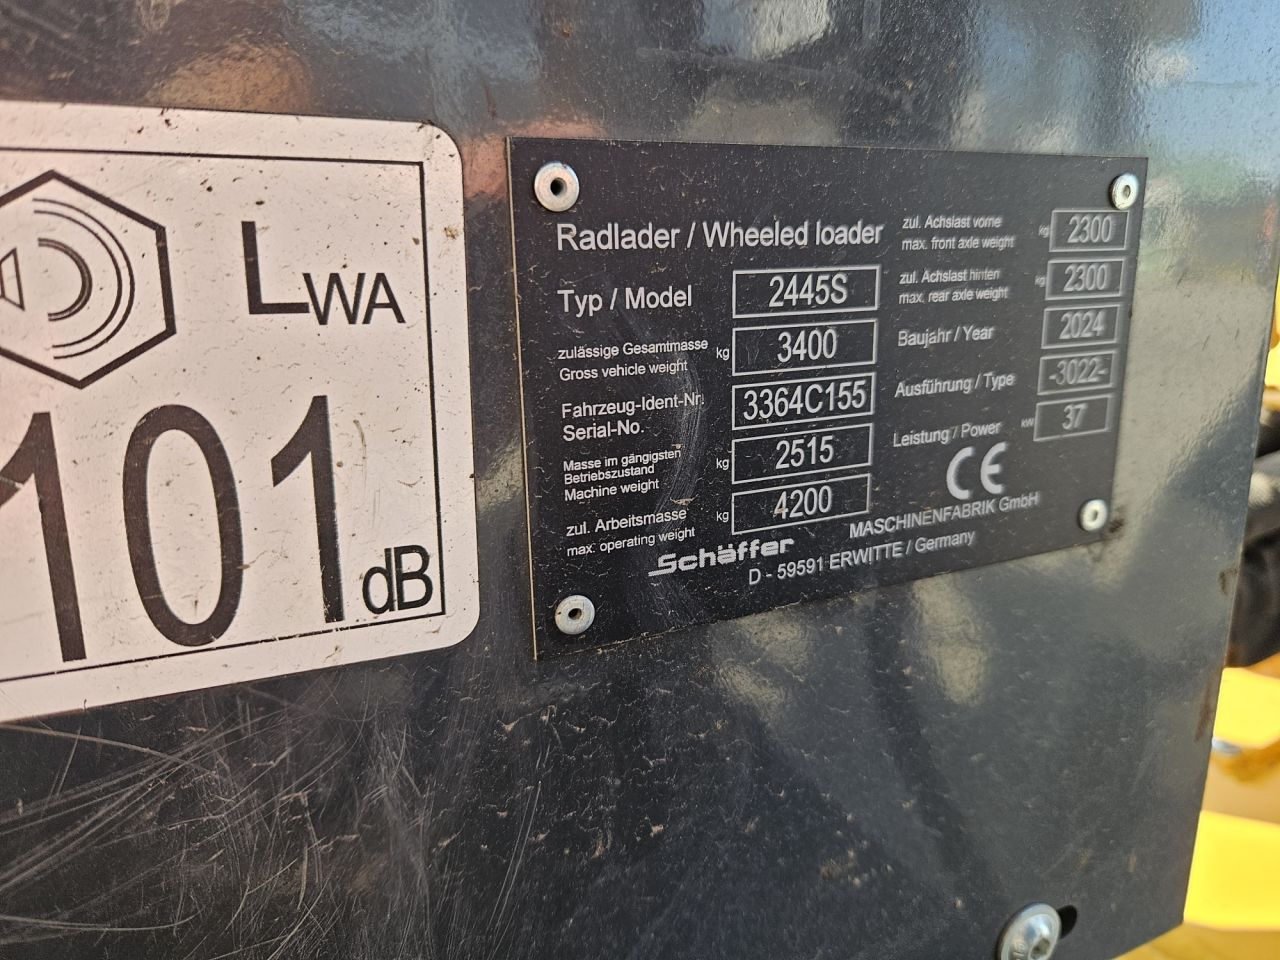 LWA
101 dB
Radlader / Wheeled loader
Typ / Model 2445S
zulässige Gesamtmasse
Gross vehicle weight kg 3400
Fahrzeug-Ident-Nr.
Serial-No. 3364C155
Masse im gängigsten
Betriebszustand
Machine weight kg 2515
zul. Arbeitsmasse
max. operating weight kg 4200
zul. Achslast vorne
max. front axle weight kg 2300
zul. Achslast hinten
max. rear axle weight kg 2300
Baujahr / Year 2024
Ausführung / Type -3022-
Leistung / Power kW 37
CE
Schäffer MASCHINENFABRIK GmbH
D - 59591 ERWITTE / Germany